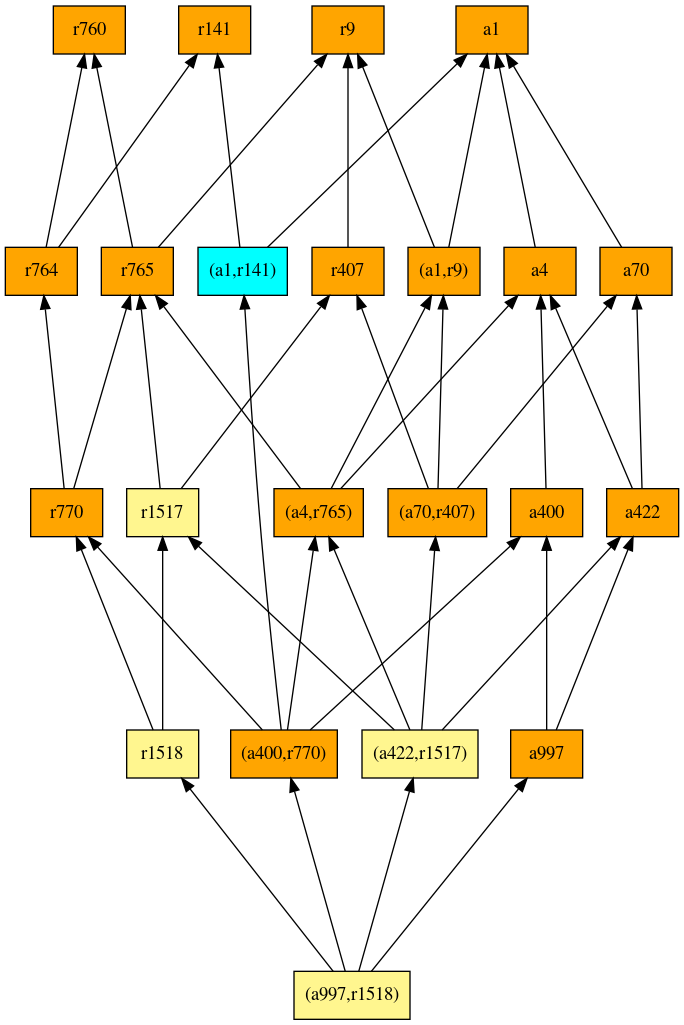 r760
r141
r9
a1
r764
r765
(a1,r141)
r407
(a1,r9)
a4
a70
r770
r1517
(a4,r765)
(a70,r407)
a400
a422
r1518
(a400,r770)
(a422,r1517)
a997
(a997,r1518)